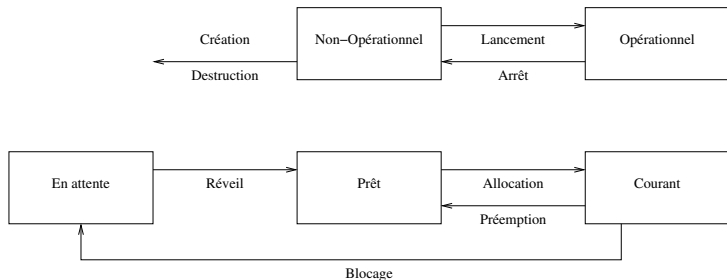 Création
Non-Opérationnel
Lancement
Opérationnel
Destruction
Arrêt
En attente
Réveil
Prêt
Allocation
Courant
Préemption
Blocage